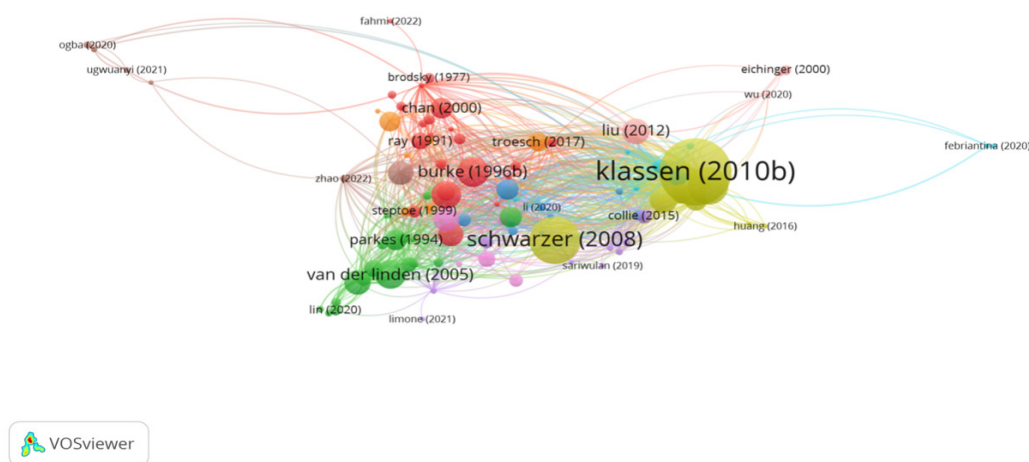 fahmi (2022)
ogba (2020)
ugwuanyi (2021)
brodsky (1977)
eichinger (2000)
wu (2020)
chan (2000)
liu (2012)
ray (1991)
troesch (2017)
febriantina (2020)
zhao (2022)
burke (1996b)
klassen (2010b)
li (2020)
steptoe (1999)
collie (2015)
huang (2016)
parkes (1994)
schwarzer (2008)
sariwulan (2019)
van der linden (2005)
lin (2020)
limone (2021)
VOSviewer